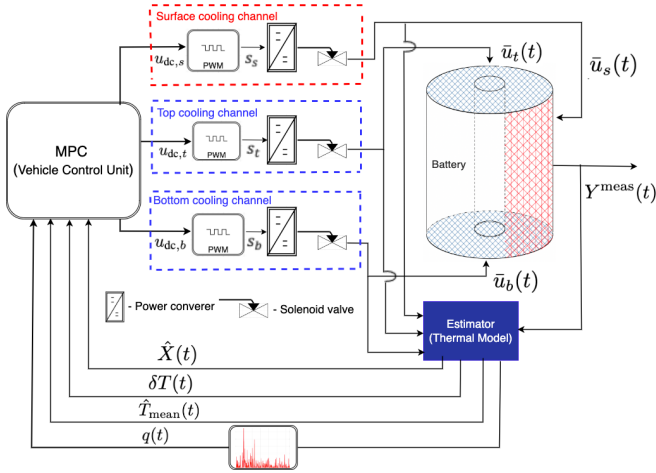 Surface cooling channel
u_dc,s
PWM
s_s
ū_t(t)
ū_s(t)
Top cooling channel
MPC
(Vehicle Control Unit)
u_dc,t
PWM
s_t
Battery
Y^meas(t)
Bottom cooling channel
u_dc,b
PWM
s_b
ū_b(t)
- Power converer
- Solenoid valve
Estimator
(Thermal Model)
X̂(t)
δT(t)
T̂_mean(t)
q(t)